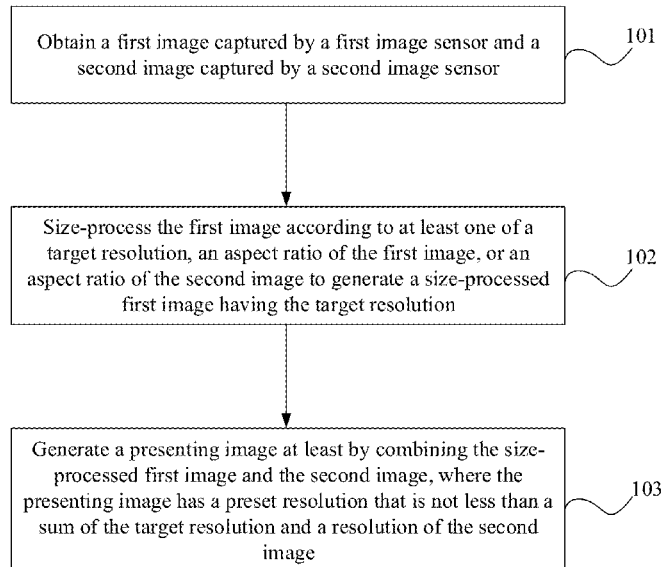 Obtain a first image captured by a first image sensor and a
second image captured by a second image sensor
101
Size-process the first image according to at least one of a
target resolution, an aspect ratio of the first image, or an
aspect ratio of the second image to generate a size-processed
first image having the target resolution
102
Generate a presenting image at least by combining the size-
processed first image and the second image, where the
presenting image has a preset resolution that is not less than a
sum of the target resolution and a resolution of the second
image
103